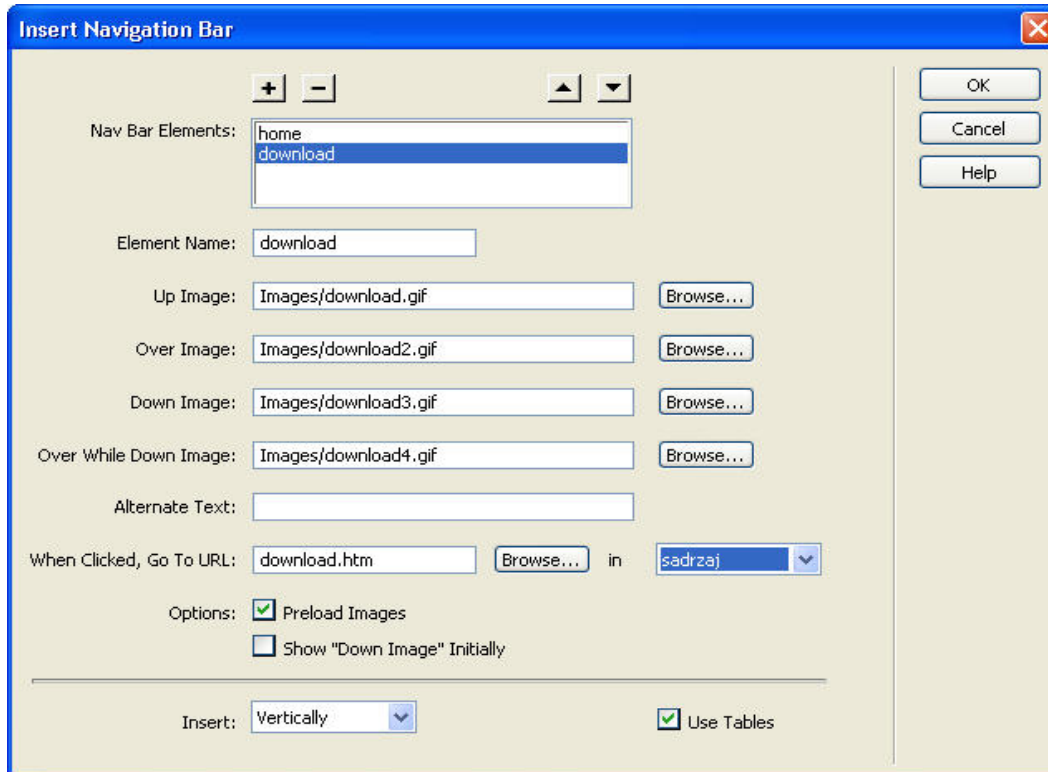 Insert Navigation Bar
+ −
OK
Nav Bar Elements: home
Cancel
download
Help
Element Name: download
Up Image: Images/download.gif Browse...
Over Image: Images/download2.gif Browse...
Down Image: Images/download3.gif Browse...
Over While Down Image: Images/download4.gif Browse...
Alternate Text:
When Clicked, Go To URL: download.htm Browse... in sadrzaj
Options: Preload Images
Show "Down Image" Initially
Insert: Vertically Use Tables